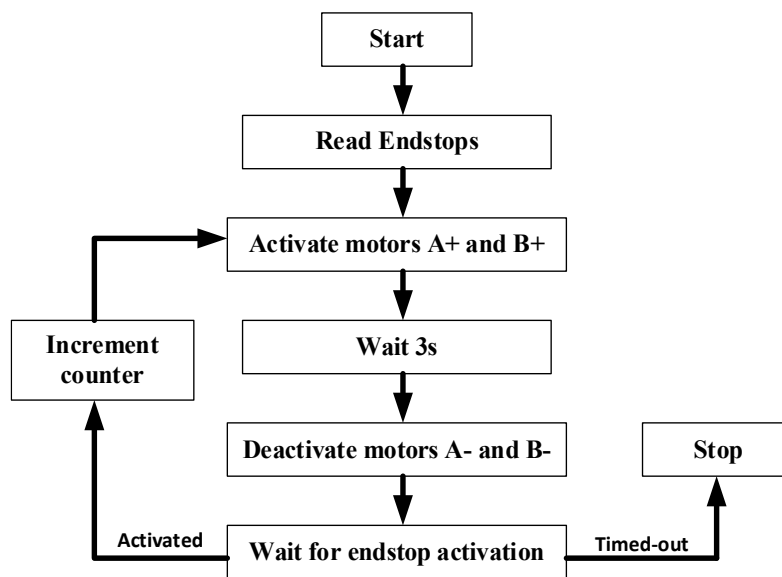 Start
Read Endstops
Activate motors A+ and B+
Increment
counter
Wait 3s
Deactivate motors A- and B-
Stop
Activated
Wait for endstop activation
Timed-out